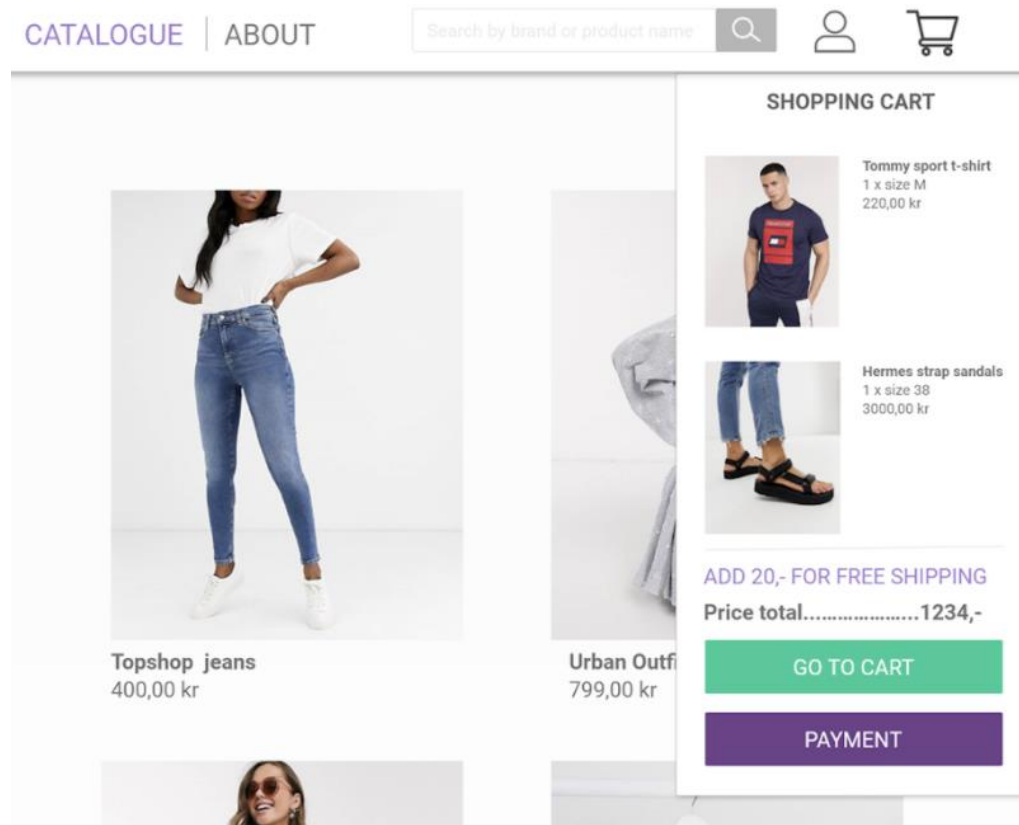 CATALOGUE | ABOUT
Search by brand or product name
SHOPPING CART
Tommy sport t-shirt
1 x size M
220,00 kr
Hermes strap sandals
1 x size 38
3000,00 kr
ADD 20,- FOR FREE SHIPPING
Price total.....................1234,-
GO TO CART
PAYMENT
Topshop jeans
400,00 kr
Urban Outfi
799,00 kr